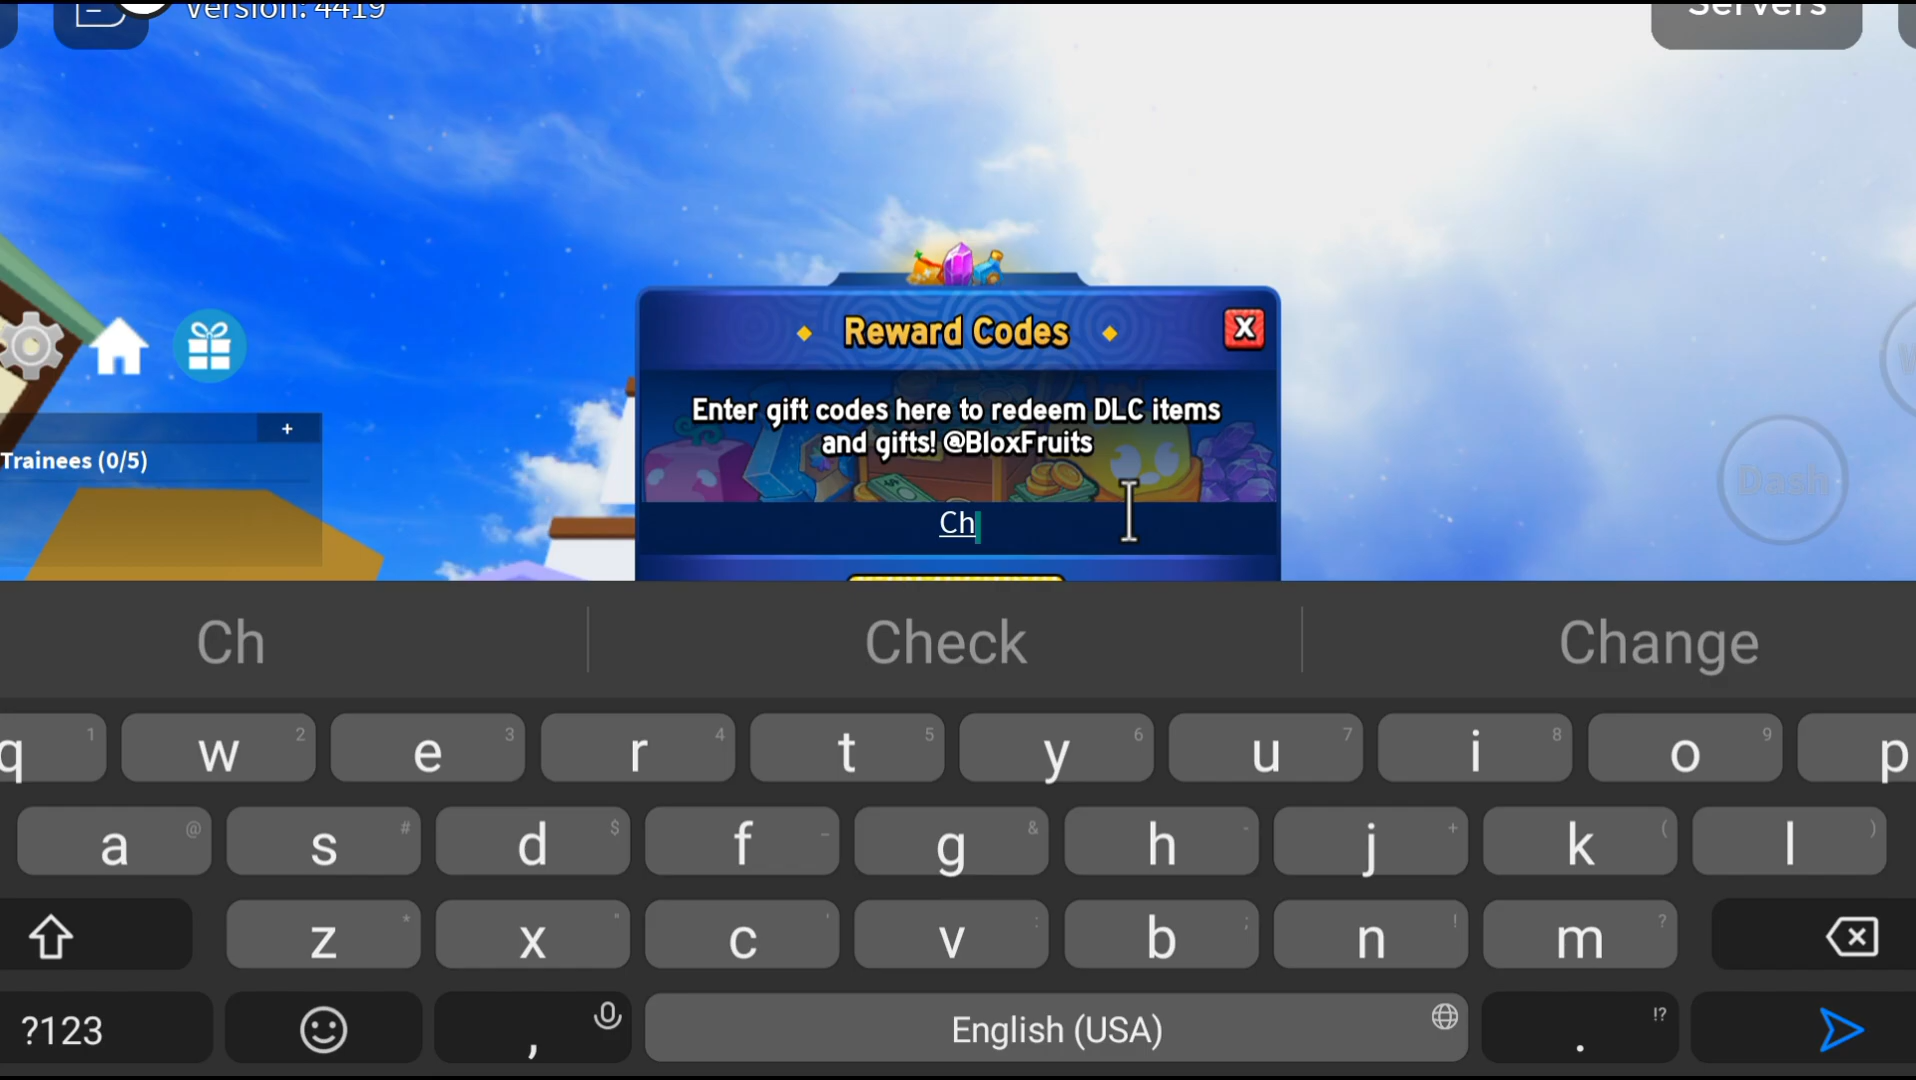 Version: 4419
Servers
Reward Codes
X
Enter gift codes here to redeem DLC items
and gifts! @BloxFruits
+
Trainees (0/5)
Dash
Ch
Ch Check Change
q 1 w 2 e 3 r 4 t 5 y 6 u 7 i 8 o 9 p
a @ s # d $ f _ g & h - j + k ( l )
z * x " c ' v : b ; n ! m ?
?123 , English (USA) . !?